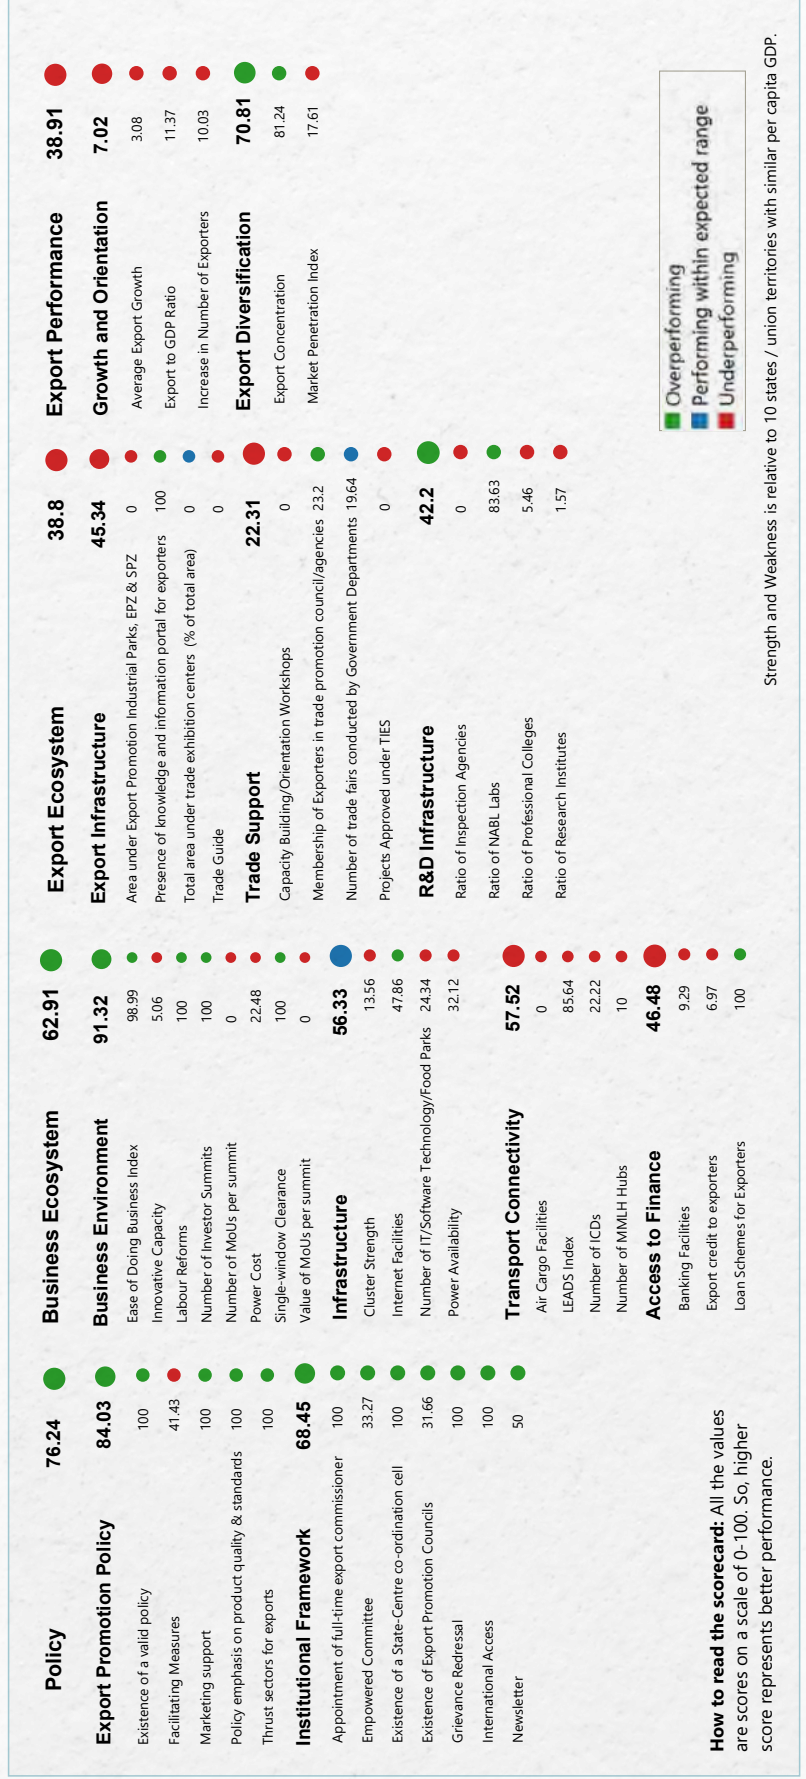 Policy 76.24
Export Promotion Policy 84.03
Existence of a valid policy 100
Facilitating Measures 41.43
Marketing support 100
Policy emphasis on product quality & standards 100
Thrust sectors for exports 100
Institutional Framework 68.45
Appointment of full-time export commissioner 100
Empowered Committee 33.27
Existence of a State-Centre co-ordination cell 100
Existence of Export Promotion Councils 31.66
Grievance Redressal 100
International Access 100
Newsletter 50
Business Ecosystem 62.91
Business Environment 91.32
Ease of Doing Business Index 98.99
Innovative Capacity 5.06
Labour Reforms 100
Number of Investor Summits 100
Number of MoUs per summit 0
Power Cost 22.48
Single-window Clearance 100
Value of MoUs per summit 0
Infrastructure 56.33
Cluster Strength 13.56
Internet Facilities 47.86
Number of IT/Software Technology/Food Parks 24.34
Power Availability 32.12
Transport Connectivity 57.52
Air Cargo Facilities 0
LEADS Index 85.64
Number of ICDs 22.22
Number of MMLH Hubs 10
Access to Finance 46.48
Banking Facilities 9.29
Export credit to exporters 6.97
Loan Schemes for Exporters 100
Export Ecosystem 38.8
Export Infrastructure 45.34
Area under Export Promotion Industrial Parks, EPZ & SPZ 0
Presence of knowledge and information portal for exporters 100
Total area under trade exhibition centers (% of total area) 0
Trade Guide 0
Trade Support 22.31
Capacity Building/Orientation Workshops 0
Membership of Exporters in trade promotion council/agencies 23.2
Number of trade fairs conducted by Government Departments 19.64
Projects Approved under TIES 0
R&D Infrastructure 42.2
Ratio of Inspection Agencies 0
Ratio of NABL Labs 83.63
Ratio of Professional Colleges 5.46
Ratio of Research Institutes 1.57
Export Performance 38.91
Growth and Orientation 7.02
Average Export Growth 3.08
Export to GDP Ratio 11.37
Increase in Number of Exporters 10.03
Export Diversification 70.81
Export Concentration 81.24
Market Penetration Index 17.61
How to read the scorecard: All the values
are scores on a scale of 0-100. So, higher
score represents better performance.
Overperforming
Performing within expected range
Underperforming
Strength and Weakness is relative to 10 states / union territories with similar per capita GDP.